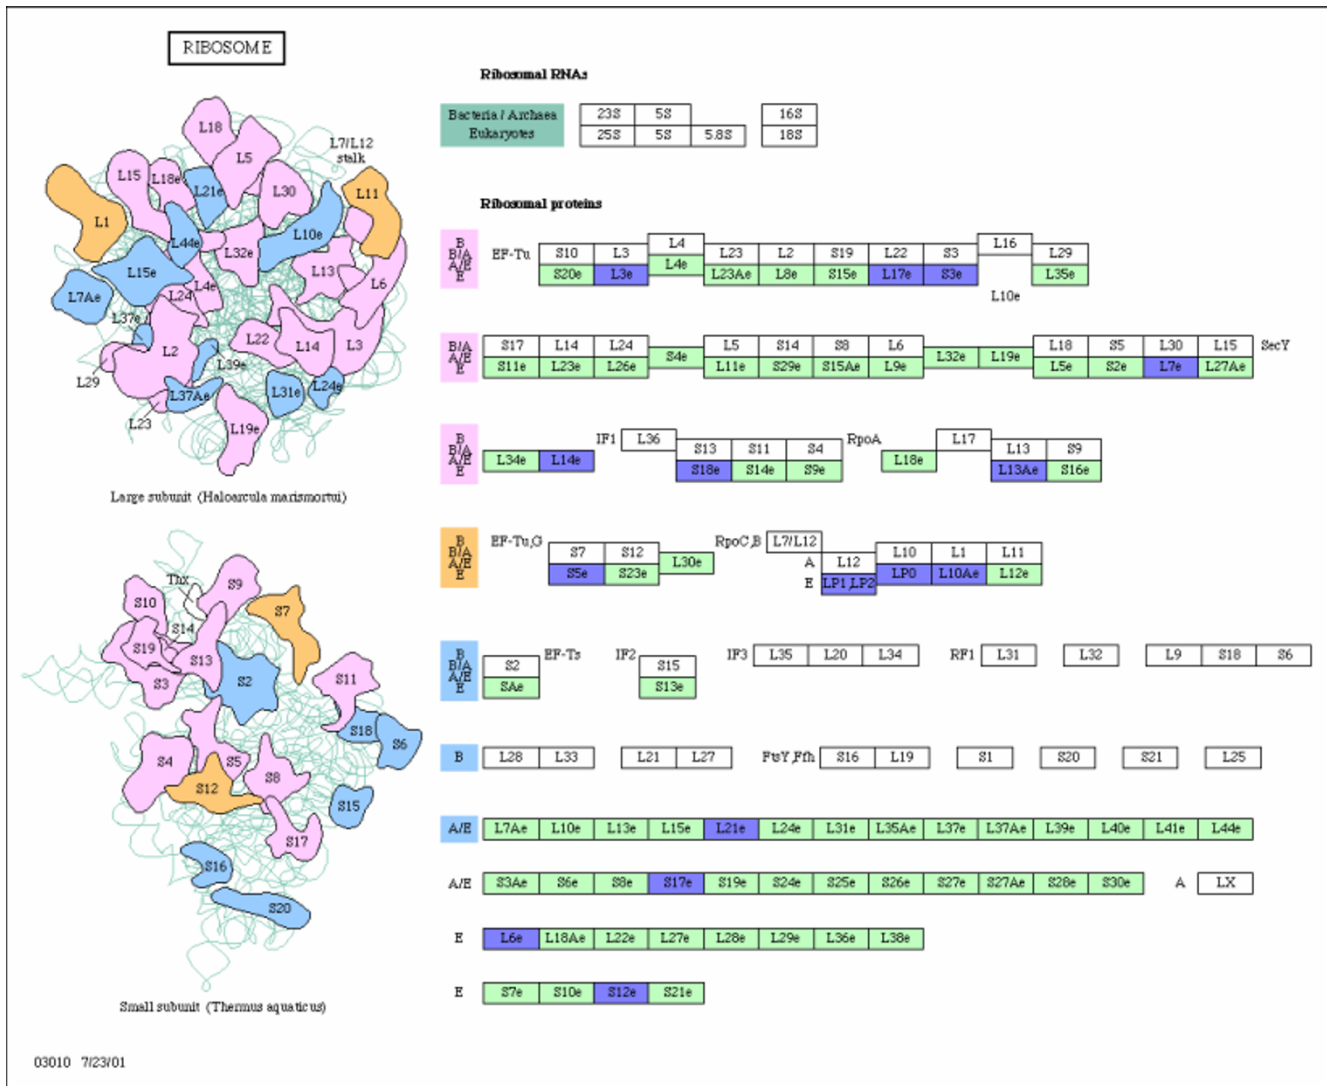 RIBOSOME
L18
L5
L7/L12
stalk
L15
L18e
L21e
L30
L11
L1
L44e
L32e
L10e
L15e
L13
L7Ae
L24
L4e
L6
L37e
L2
L22
L14
L3
L29
L39e
L37Ae
L31e
L24e
L23
L19e
Large subunit (Haloarcula marismortui)
Thx
S9
S10
S7
S14
S19
S13
S3
S2
S11
S18
S6
S4
S5
S8
S12
S15
S17
S16
S20
Small subunit (Thermus aquaticus)
03010 7/23/01
Ribosomal RNAs
Bacteria / Archaea 23S 5S 16S
Eukaryotes 25S 5S 5.8S 18S
Ribosomal proteins
B
B/A
A/E
E
EF-Tu S10 L3 L4 L23 L2 S19 L22 S3 L16 L29
S20e L3e L4e L23Ae L8e S15e L17e S3e L10e L35e
B/A
A/E
E
S17 L14 L24 L5 S14 S8 L6 L18 S5 L30 L15 SecY
S11e L23e L26e S4e L11e S29e S15Ae L9e L32e L19e L5e S2e L7e L27Ae
B
B/A
A/E
E
IF1 L36 S13 S11 S4 RpoA L17 L13 S9
L34e L14e S18e S14e S9e L18e L13Ae S16e
B
B/A
A/E
E
EF-Tu,G S7 S12 RpoC,B L7/L12 L10 L1 L11
S5e S23e L30e A L12
E LP1,LP2 LP0 L10Ae L12e
B
B/A
A/E
E
S2 EF-Ts IF2 S15 IF3 L35 L20 L34 RF1 L31 L32 L9 S18 S6
SAe S13e
B L28 L33 L21 L27 FtsY,Ffh S16 L19 S1 S20 S21 L25
A/E L7Ae L10e L13e L15e L21e L24e L31e L35Ae L37e L37Ae L39e L40e L41e L44e
A/E S3Ae S6e S8e S17e S19e S24e S25e S26e S27e S27Ae S28e S30e A LX
E L6e L18Ae L22e L27e L28e L29e L36e L38e
E S7e S10e S12e S21e